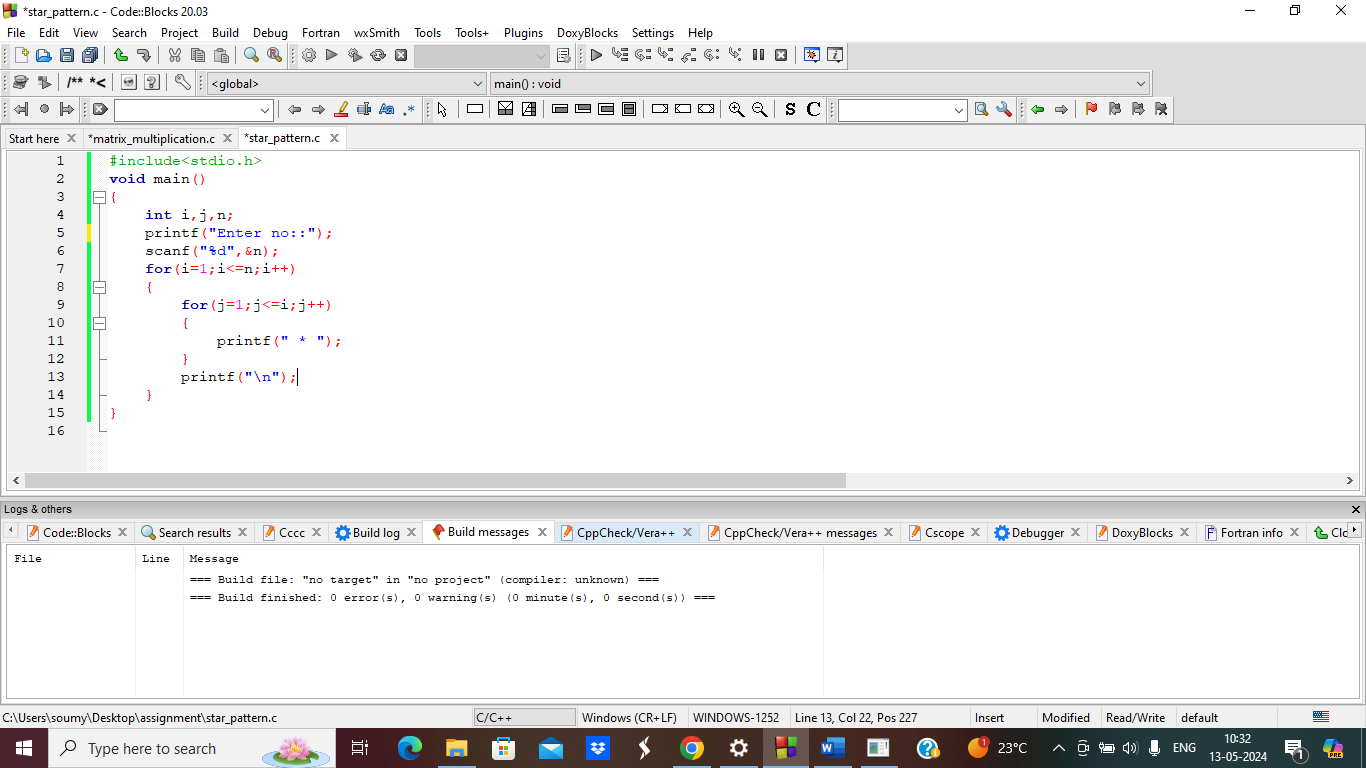 *star_pattern.c - Code::Blocks 20.03
File Edit View Search Project Build Debug Fortran wxSmith Tools Tools+ Plugins DoxyBlocks Settings Help
/** *< <global> main() : void
Aa .* S C
Start here *matrix_multiplication.c *star_pattern.c
1 #include<stdio.h>
2 void main()
3 {
4 int i,j,n;
5 printf("Enter no::");
6 scanf("%d",&n);
7 for(i=1;i<=n;i++)
8 {
9 for(j=1;j<=i;j++)
10 {
11 printf(" * ");
12 }
13 printf("\n");
14 }
15 }
16
Logs & others
Code::Blocks Search results Cccc Build log Build messages CppCheck/Vera++ CppCheck/Vera++ messages Cscope Debugger DoxyBlocks Fortran info Clo
File Line Message
=== Build file: "no target" in "no project" (compiler: unknown) ===
=== Build finished: 0 error(s), 0 warning(s) (0 minute(s), 0 second(s)) ===
C:\Users\soumy\Desktop\assignment\star_pattern.c C/C++ Windows (CR+LF) WINDOWS-1252 Line 13, Col 22, Pos 227 Insert Modified Read/Write default
Type here to search 23°C ENG 10:32
13-05-2024 1 PRE